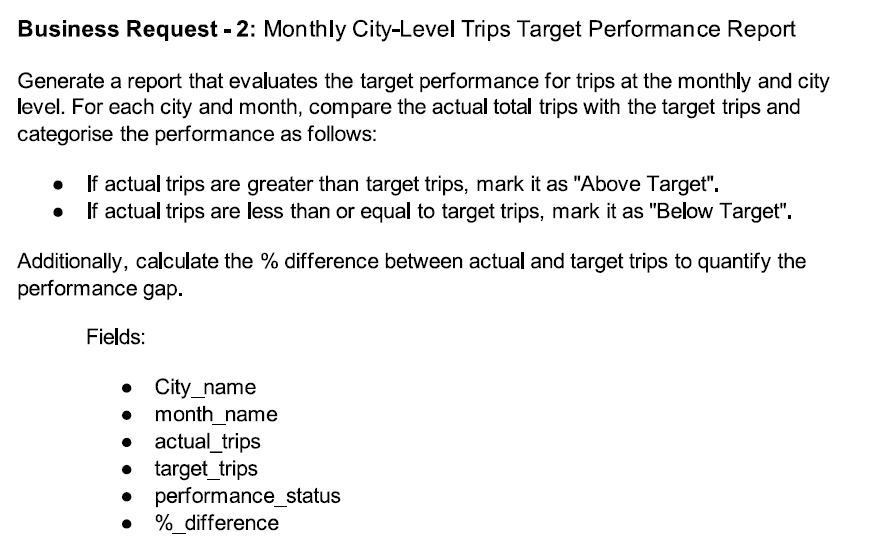 Business Request - 2: Monthly City-Level Trips Target Performance Report
Generate a report that evaluates the target performance for trips at the monthly and city
level. For each city and month, compare the actual total trips with the target trips and
categorise the performance as follows:
● If actual trips are greater than target trips, mark it as "Above Target".
● If actual trips are less than or equal to target trips, mark it as "Below Target".
Additionally, calculate the % difference between actual and target trips to quantify the
performance gap.
Fields:
● City_name
● month_name
● actual_trips
● target_trips
● performance_status
● %_difference